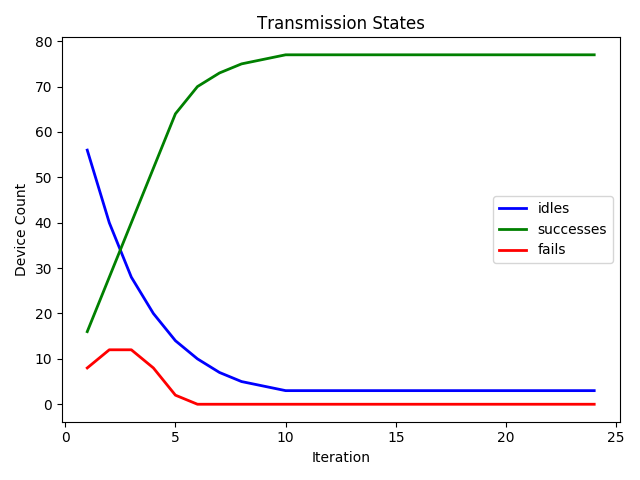 Transmission States
Device Count
80
70
60
50
40
30
20
10
0
idles
successes
fails
0 5 10 15 20 25
Iteration